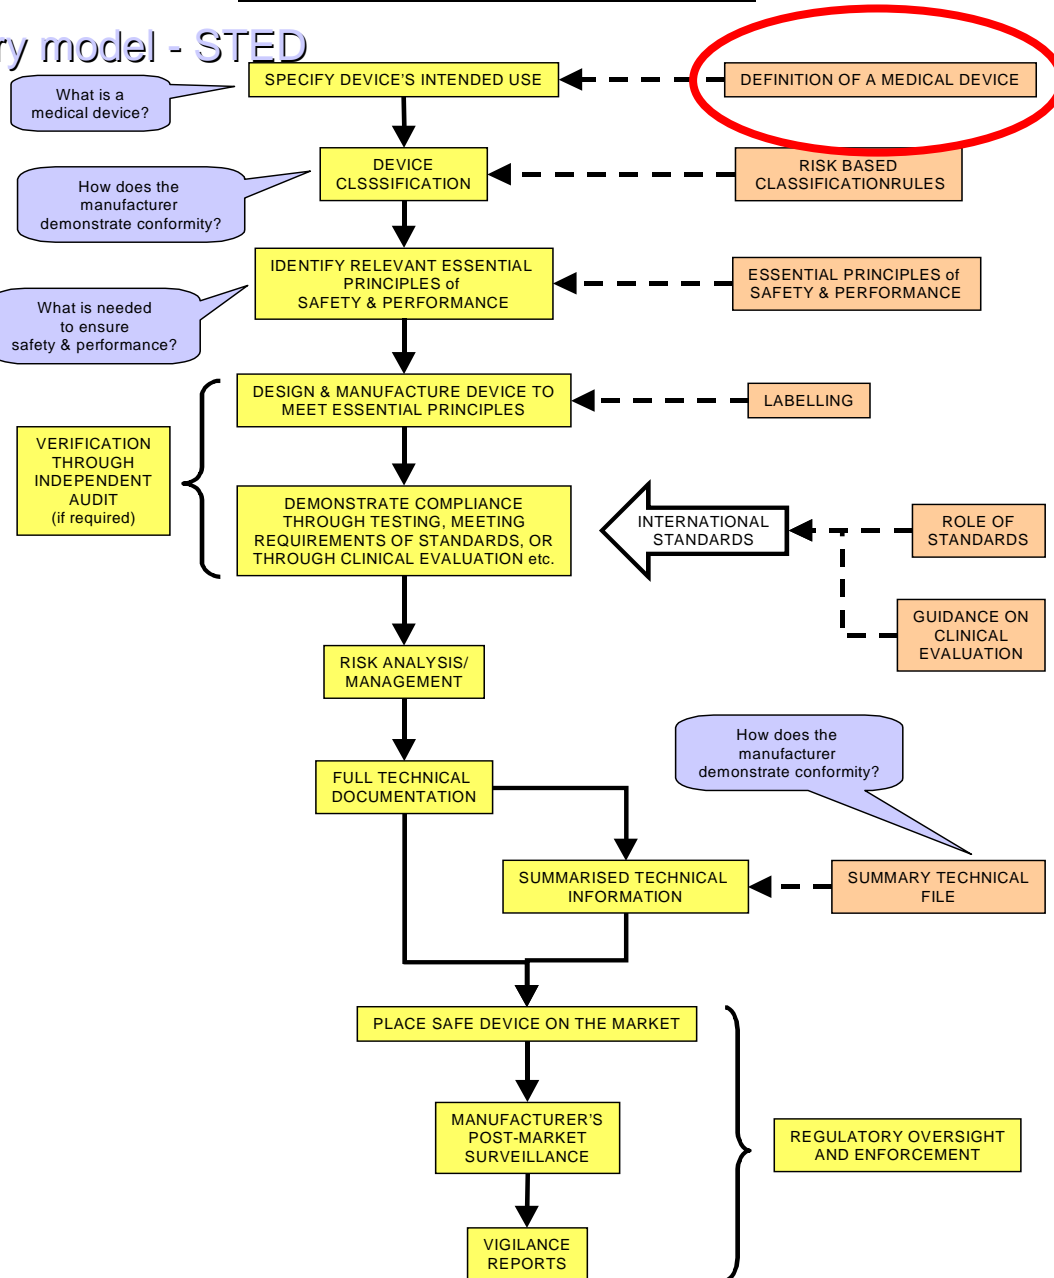 ry model - STED
SPECIFY DEVICE'S INTENDED USE
DEFINITION OF A MEDICAL DEVICE
What is a
medical device?
DEVICE
CLSSSIFICATION
RISK BASED
CLASSIFICATIONRULES
How does the
manufacturer
demonstrate conformity?
IDENTIFY RELEVANT ESSENTIAL
PRINCIPLES of
SAFETY & PERFORMANCE
ESSENTIAL PRINCIPLES of
SAFETY & PERFORMANCE
What is needed
to ensure
safety & performance?
DESIGN & MANUFACTURE DEVICE TO
MEET ESSENTIAL PRINCIPLES
LABELLING
VERIFICATION
THROUGH
INDEPENDENT
AUDIT
(if required)
DEMONSTRATE COMPLIANCE
THROUGH TESTING, MEETING
REQUIREMENTS OF STANDARDS, OR
THROUGH CLINICAL EVALUATION etc.
INTERNATIONAL
STANDARDS
ROLE OF
STANDARDS
GUIDANCE ON
CLINICAL
EVALUATION
RISK ANALYSIS/
MANAGEMENT
How does the
manufacturer
demonstrate conformity?
FULL TECHNICAL
DOCUMENTATION
SUMMARISED TECHNICAL
INFORMATION
SUMMARY TECHNICAL
FILE
PLACE SAFE DEVICE ON THE MARKET
MANUFACTURER'S
POST-MARKET
SURVEILLANCE
REGULATORY OVERSIGHT
AND ENFORCEMENT
VIGILANCE
REPORTS